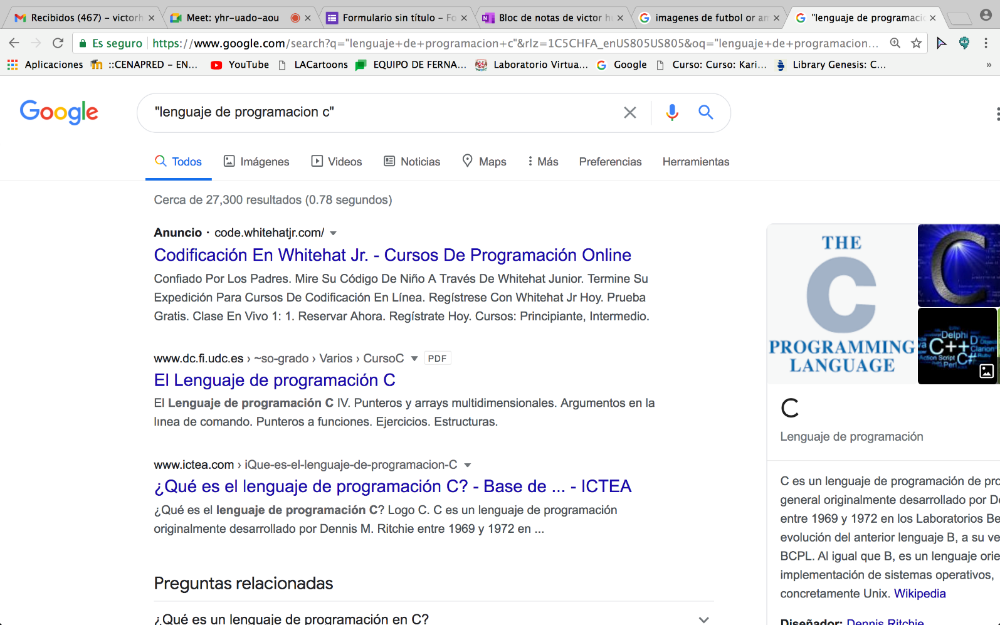 Recibidos (467) – victorh
Meet: yhr-uado-aou
Formulario sin título – Fo
Bloc de notas de victor hu
imagenes de futbol or am
"lenguaje de programacio
Es seguro
https://www.google.com/search?q="lenguaje+de+programacion+c"&rlz=1C5CHFA_enUS805US805&oq="lenguaje+de+programacion...
Aplicaciones
::CENAPRED – EN...
YouTube
LACartoons
EQUIPO DE FERNA...
Laboratorio Virtua...
Google
Curso: Curso: Kari...
Library Genesis: C...
»
Google
"lenguaje de programacion c"
Todos
Imágenes
Videos
Noticias
Maps
Más
Preferencias
Herramientas
Cerca de 27,300 resultados (0.78 segundos)
Anuncio · code.whitehatjr.com/
Codificación En Whitehat Jr. - Cursos De Programación Online
Confiado Por Los Padres. Mire Su Código De Niño A Través De Whitehat Junior. Termine Su
Expedición Para Cursos De Codificación En Línea. Regístrese Con Whitehat Jr Hoy. Prueba
Gratis. Clase En Vivo 1: 1. Reservar Ahora. Regístrate Hoy. Cursos: Principiante, Intermedio.
www.dc.fi.udc.es › ~so-grado › Varios › CursoC
PDF
El Lenguaje de programación C
El Lenguaje de programación C IV. Punteros y arrays multidimensionales. Argumentos en la
lınea de comando. Punteros a funciones. Ejercicios. Estructuras.
www.ictea.com › iQue-es-el-lenguaje-de-programacion-C
¿Qué es el lenguaje de programación C? - Base de ... - ICTEA
¿Qué es el lenguaje de programación C? Logo C. C es un lenguaje de programación
originalmente desarrollado por Dennis M. Ritchie entre 1969 y 1972 en ...
Preguntas relacionadas
¿Qué es un lenguaje de programación en C?
THE
C
PROGRAMMING
LANGUAGE
C
Delphi
D
va
C++
Clarion
Action Script
C#
Ruby
Perl
C
Lenguaje de programación
C es un lenguaje de programación de pro
general originalmente desarrollado por De
entre 1969 y 1972 en los Laboratorios Be
evolución del anterior lenguaje B, a su ve
BCPL. Al igual que B, es un lenguaje orie
implementación de sistemas operativos,
concretamente Unix. Wikipedia
Diseñador: Dennis Ritchie